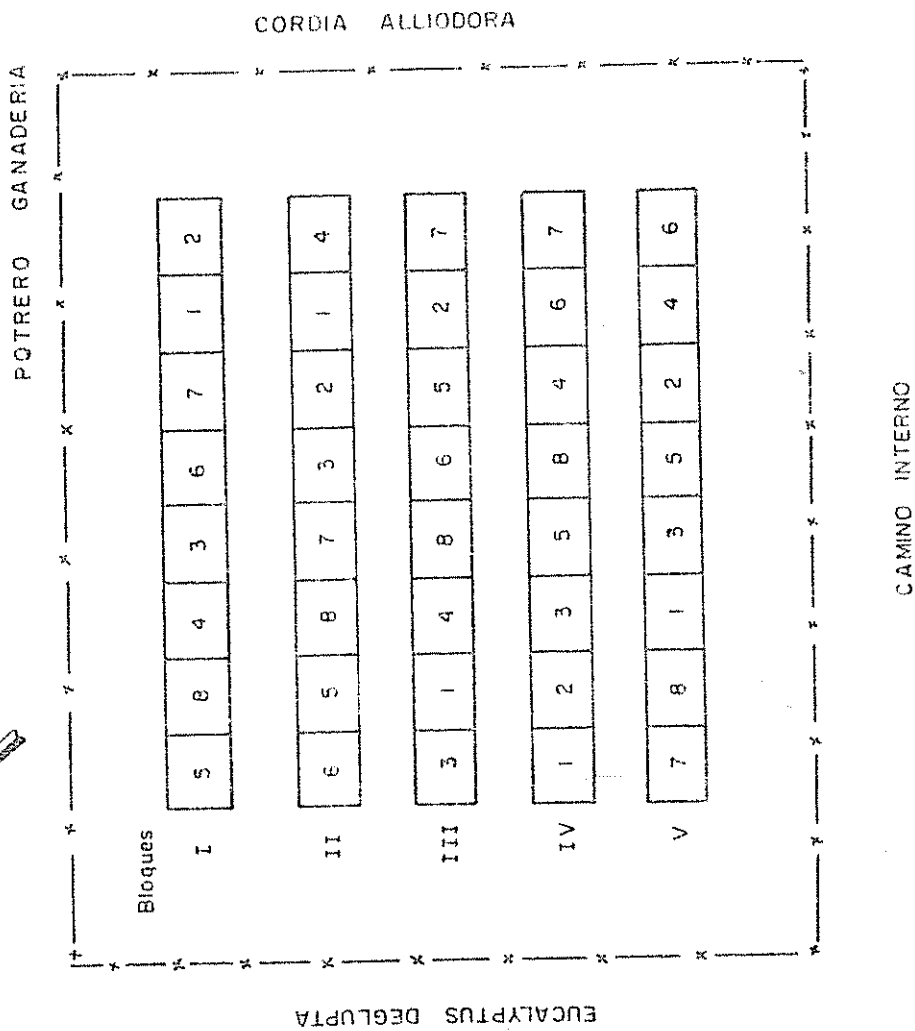 POTRERO GANADERIA
CORDIA ALLIODORA
EUCALYPTUS DEGLUPTA
Bloques
I 5 8 4 3 6 7 1 2
II 6 5 8 7 3 2 1 4
III 3 1 4 8 6 5 2 7
IV 1 2 3 5 8 4 6 7
V 7 8 1 3 5 2 4 6
CAMINO INTERNO